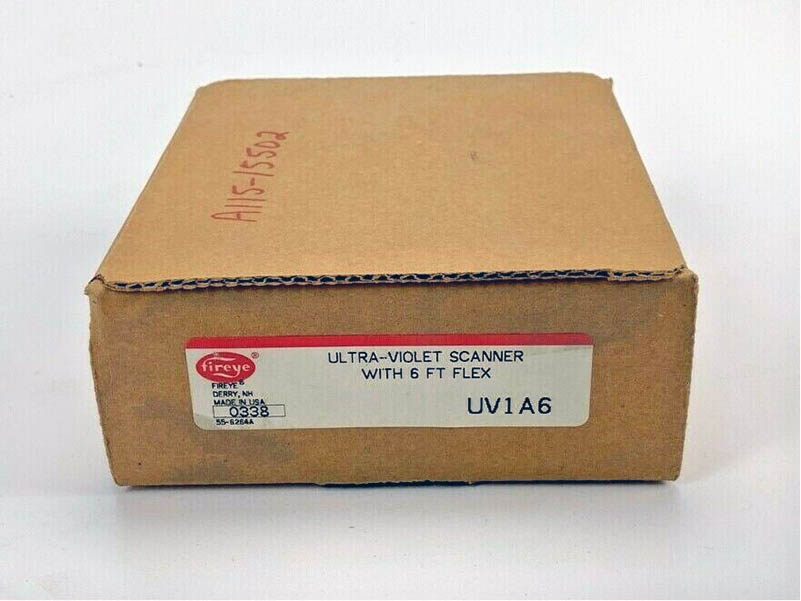 A115-15502
fireye®
ULTRA-VIOLET SCANNER
WITH 6 FT FLEX
UV1A6
FIREYE®
DERRY, NH
MADE IN USA
0338
55-6264A